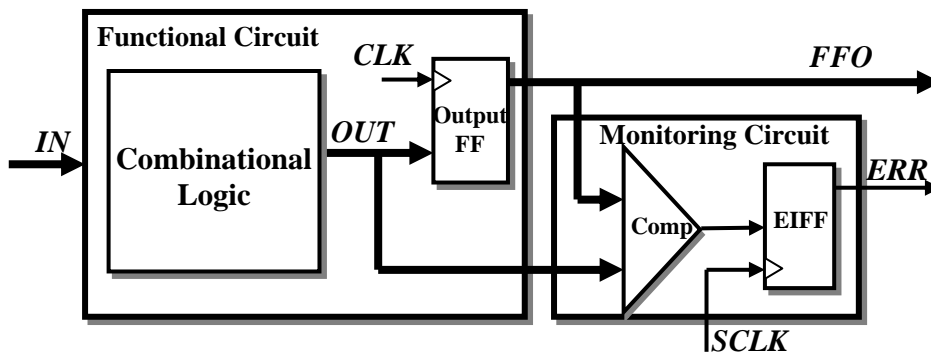 Functional Circuit
CLK
FFO
Output
FF
IN
OUT
Combinational
Logic
Monitoring Circuit
ERR
Comp
EIFF
SCLK